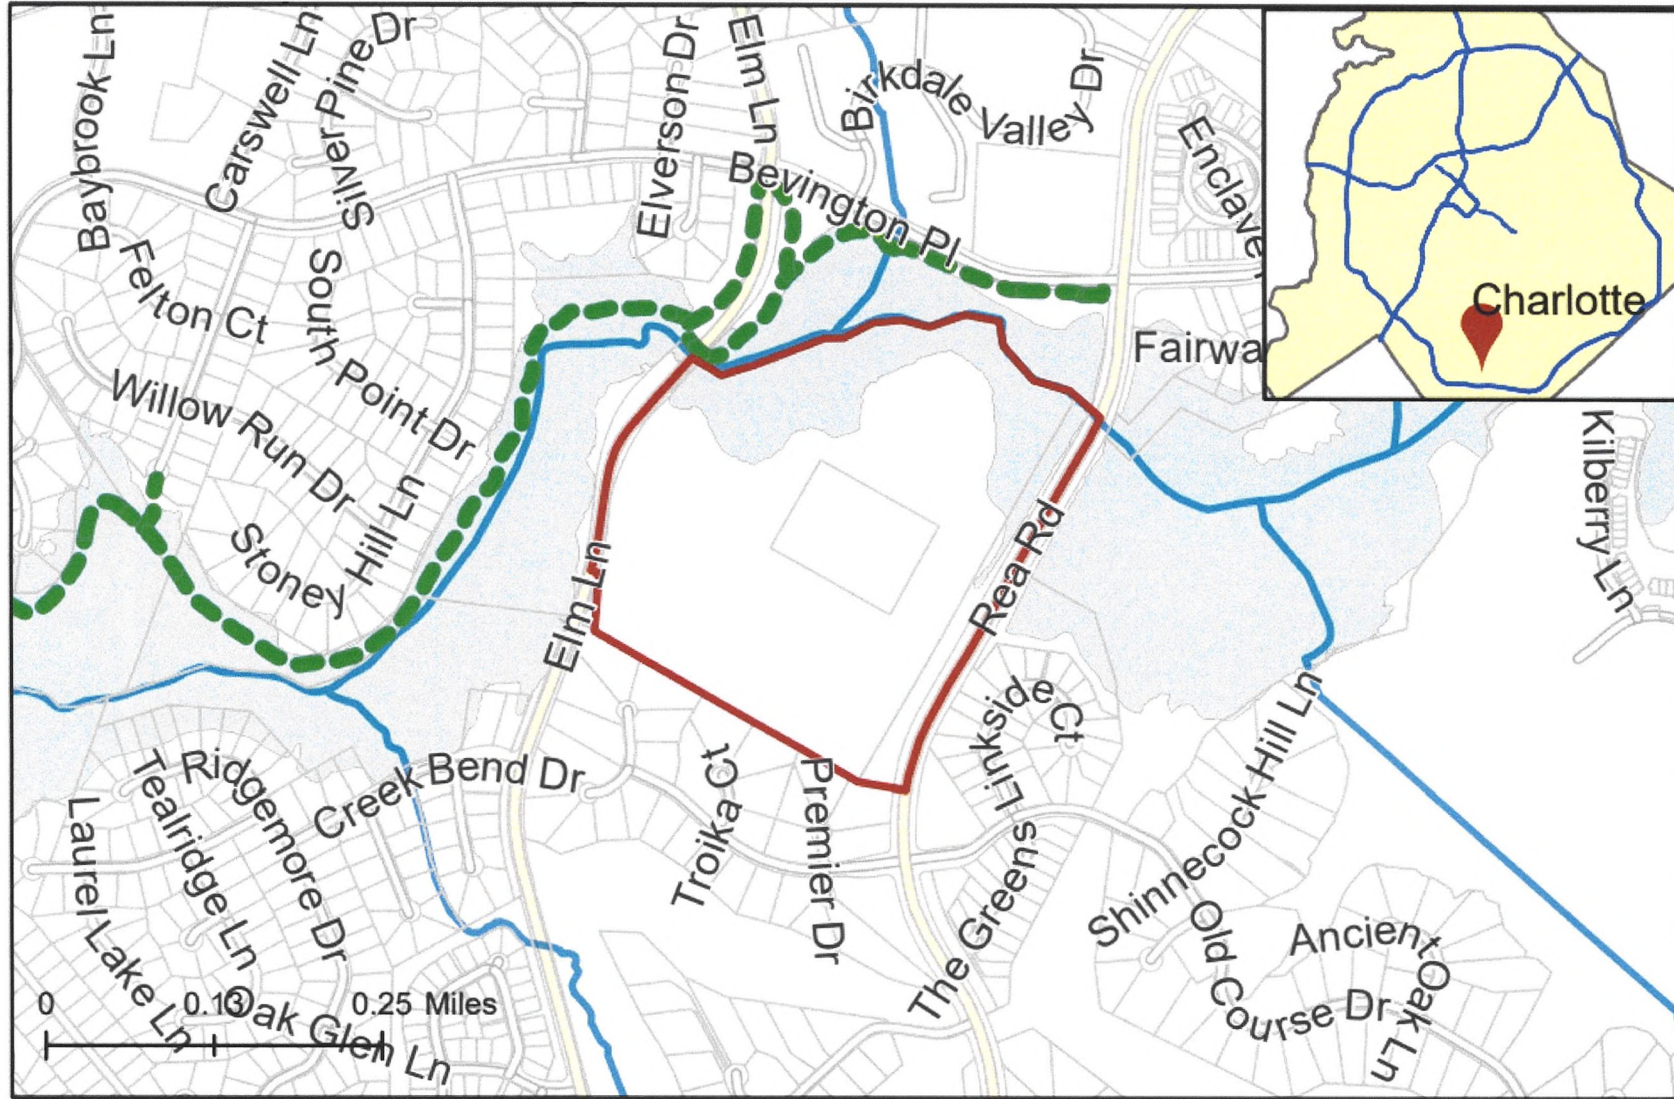 Baybrook Ln
Carswell Ln
Silver Pine Dr
Elverson Dr
Elm Ln
Birkdale Valley Dr
Enclave
Bevington Pl
Charlotte
Felton Ct
South Point Dr
Fairwa
Willow Run Dr
Stoney Hill Ln
Kilberry Ln
Elm Ln
Rea Rd
Linkside Ct
Shinnecock Hill Ln
Creek Bend Dr
Ridgemore Dr
Tealridge Ln
Laurel Lake Ln
Troika Ct
Premier Dr
The Greens
Old Course Dr
Ancient Oak Ln
Oak Glen Ln
0 0.13 0.25 Miles